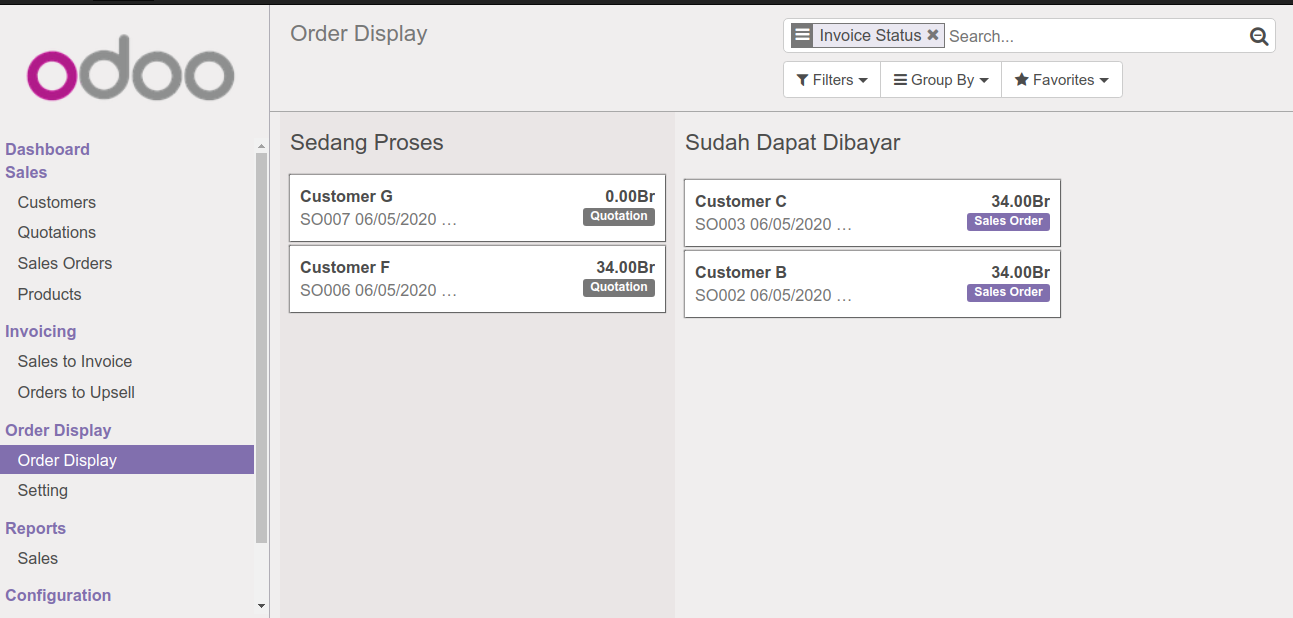 odoo
Dashboard
Sales
Customers
Quotations
Sales Orders
Products
Invoicing
Sales to Invoice
Orders to Upsell
Order Display
Order Display
Setting
Reports
Sales
Configuration
Order Display
Invoice Status
Search...
Filters
Group By
Favorites
Sedang Proses
Customer G 0.00Br
SO007 06/05/2020 … Quotation
Customer F 34.00Br
SO006 06/05/2020 … Quotation
Sudah Dapat Dibayar
Customer C 34.00Br
SO003 06/05/2020 … Sales Order
Customer B 34.00Br
SO002 06/05/2020 … Sales Order